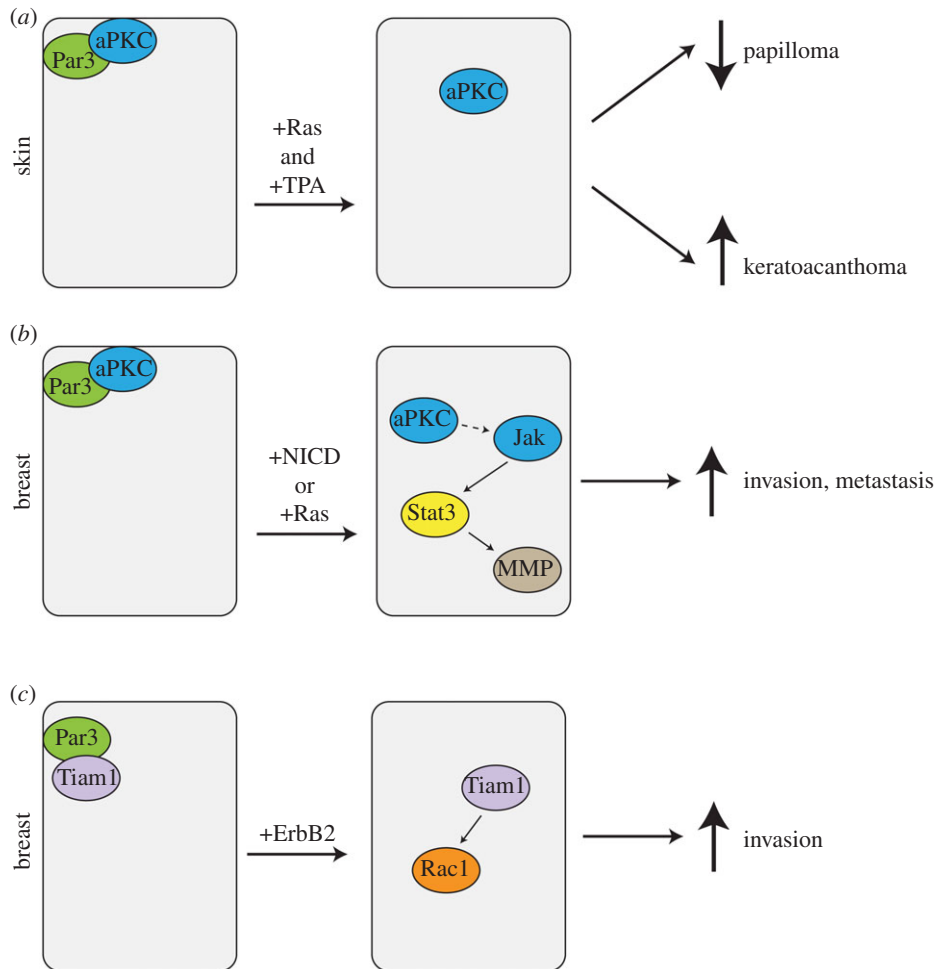 (a)
skin
Par3
aPKC
+Ras
and
+TPA
aPKC
papilloma
keratoacanthoma
(b)
breast
Par3
aPKC
+NICD
or
+Ras
aPKC
Jak
Stat3
MMP
invasion, metastasis
(c)
breast
Par3
Tiam1
+ErbB2
Tiam1
Rac1
invasion